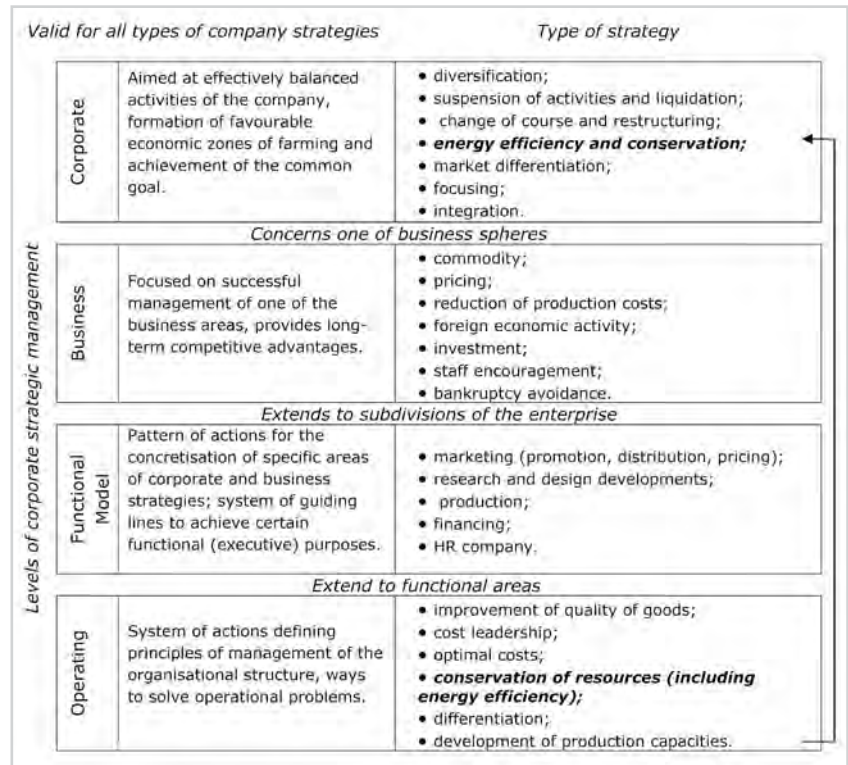 Valid for all types of company strategies
Type of strategy
Levels of corporate strategic management
Corporate
Aimed at effectively balanced
activities of the company,
formation of favourable
economic zones of farming and
achievement of the common
goal.
• diversification;
• suspension of activities and liquidation;
• change of course and restructuring;
• energy efficiency and conservation;
• market differentiation;
• focusing;
• integration.
Concerns one of business spheres
Business
Focused on successful
management of one of the
business areas, provides long-
term competitive advantages.
• commodity;
• pricing;
• reduction of production costs;
• foreign economic activity;
• investment;
• staff encouragement;
• bankruptcy avoidance.
Extends to subdivisions of the enterprise
Functional
Model
Pattern of actions for the
concretisation of specific areas
of corporate and business
strategies; system of guiding
lines to achieve certain
functional (executive) purposes.
• marketing (promotion, distribution, pricing);
• research and design developments;
• production;
• financing;
• HR company.
Extend to functional areas
Operating
System of actions defining
principles of management of the
organisational structure, ways
to solve operational problems.
• improvement of quality of goods;
• cost leadership;
• optimal costs;
• conservation of resources (including
energy efficiency);
• differentiation;
• development of production capacities.